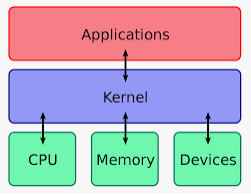 Applications
Kernel
CPU
Memory
Devices